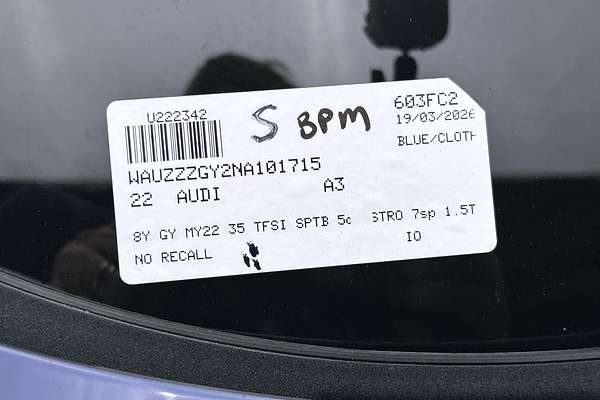 U222342
S BPM
603FC2
19/03/2026
BLUE/CLOTH
WAUZZZGY2NA101715
22 AUDI A3
8Y GY MY22 35 TFSI SPTB 5d STRO 7sp 1.5T
NO RECALL
IO